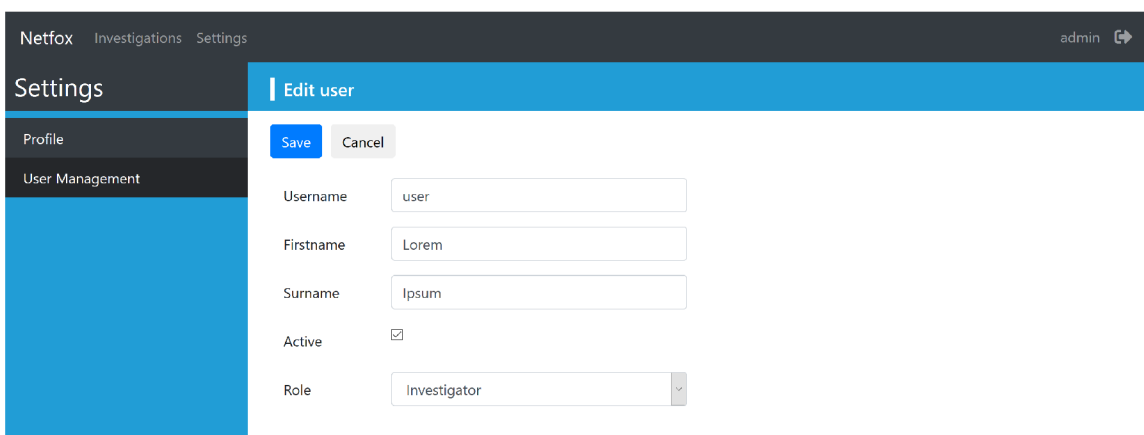 Netfox Investigations Settings admin
Settings
Edit user
Profile
Save Cancel
User Management
Username user
Firstname Lorem
Surname Ipsum
Active
Role Investigator